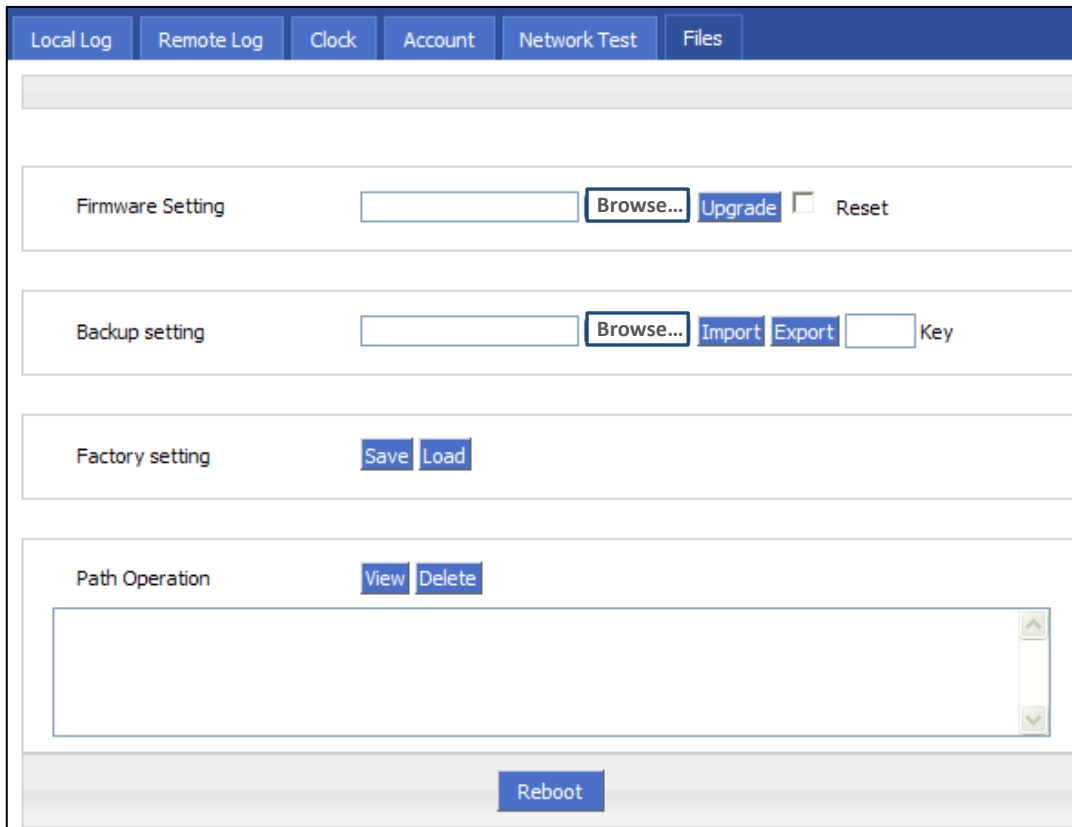 Local Log Remote Log Clock Account Network Test Files
Firmware Setting Browse... Upgrade Reset
Backup setting Browse... Import Export Key
Factory setting Save Load
Path Operation View Delete
Reboot